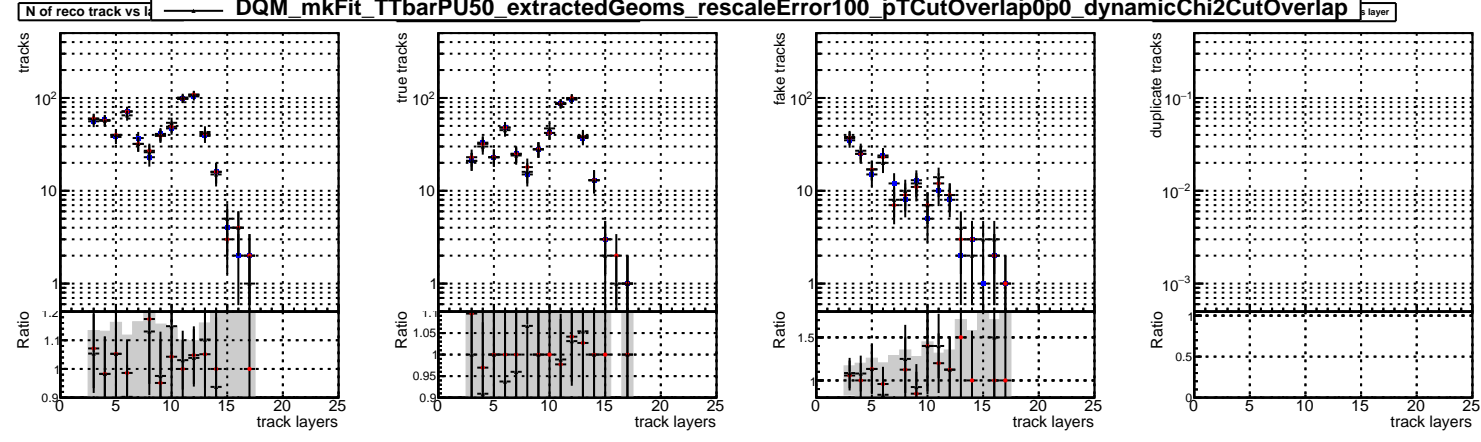 N of reco track vs la
DQM_mkFit_TTbarPU50_extractedGeoms_rescaleError100_pTCutOverlap0p0_dynamicChi2CutOverlap
s layer
tracks
10²
10
1
Ratio
1.2
1.1
1
0.9
0 5 10 15 20 25
track layers
true tracks
10²
10
1
Ratio
1.1
1.05
1
0.95
0.9
0 5 10 15 20 25
track layers
fake tracks
10²
10
1
Ratio
1.5
1
0 5 10 15 20 25
track layers
duplicate tracks
10⁻¹
10⁻²
10⁻³
Ratio
1
0.5
0
0 5 10 15 20 25
track layers